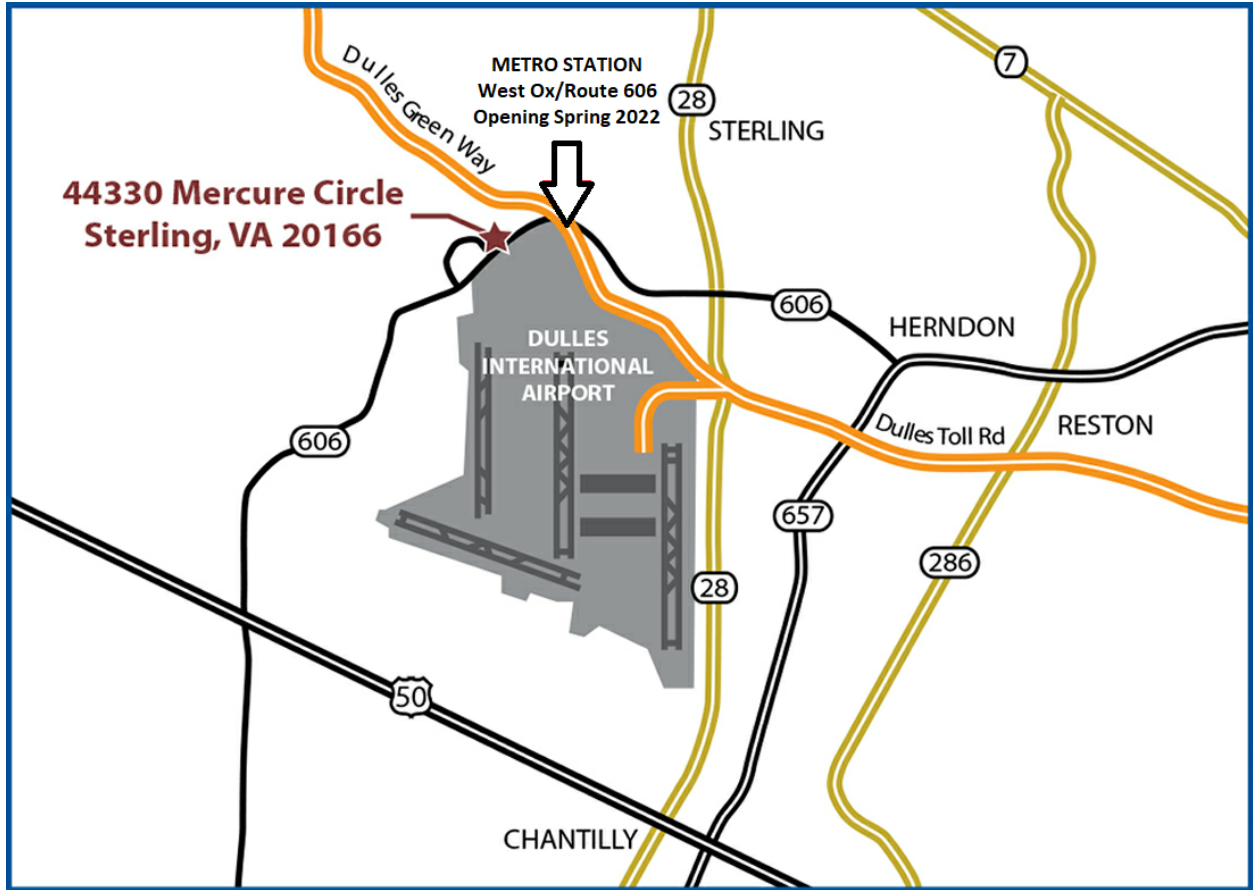 Dulles Green Way
METRO STATION
West Ox/Route 606
Opening Spring 2022
7
28
STERLING
44330 Mercure Circle
Sterling, VA 20166
606
HERNDON
DULLES
INTERNATIONAL
AIRPORT
606
Dulles Toll Rd
RESTON
657
286
28
50
CHANTILLY